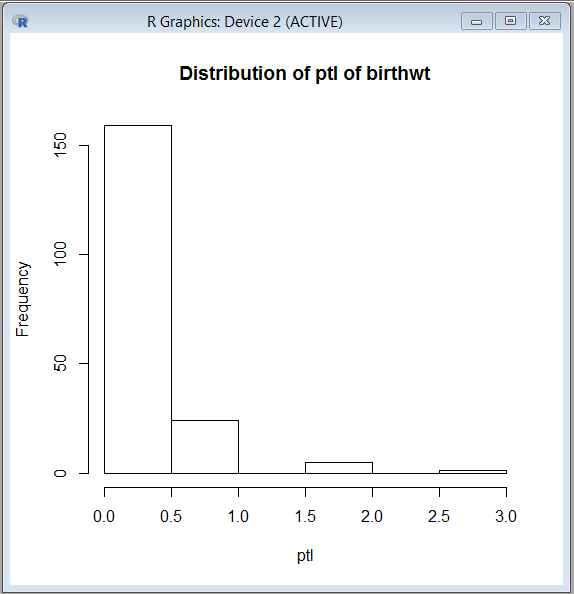 R Graphics: Device 2 (ACTIVE)
Distribution of ptl of birthwt
150
100
50
0
Frequency
0.0 0.5 1.0 1.5 2.0 2.5 3.0
ptl